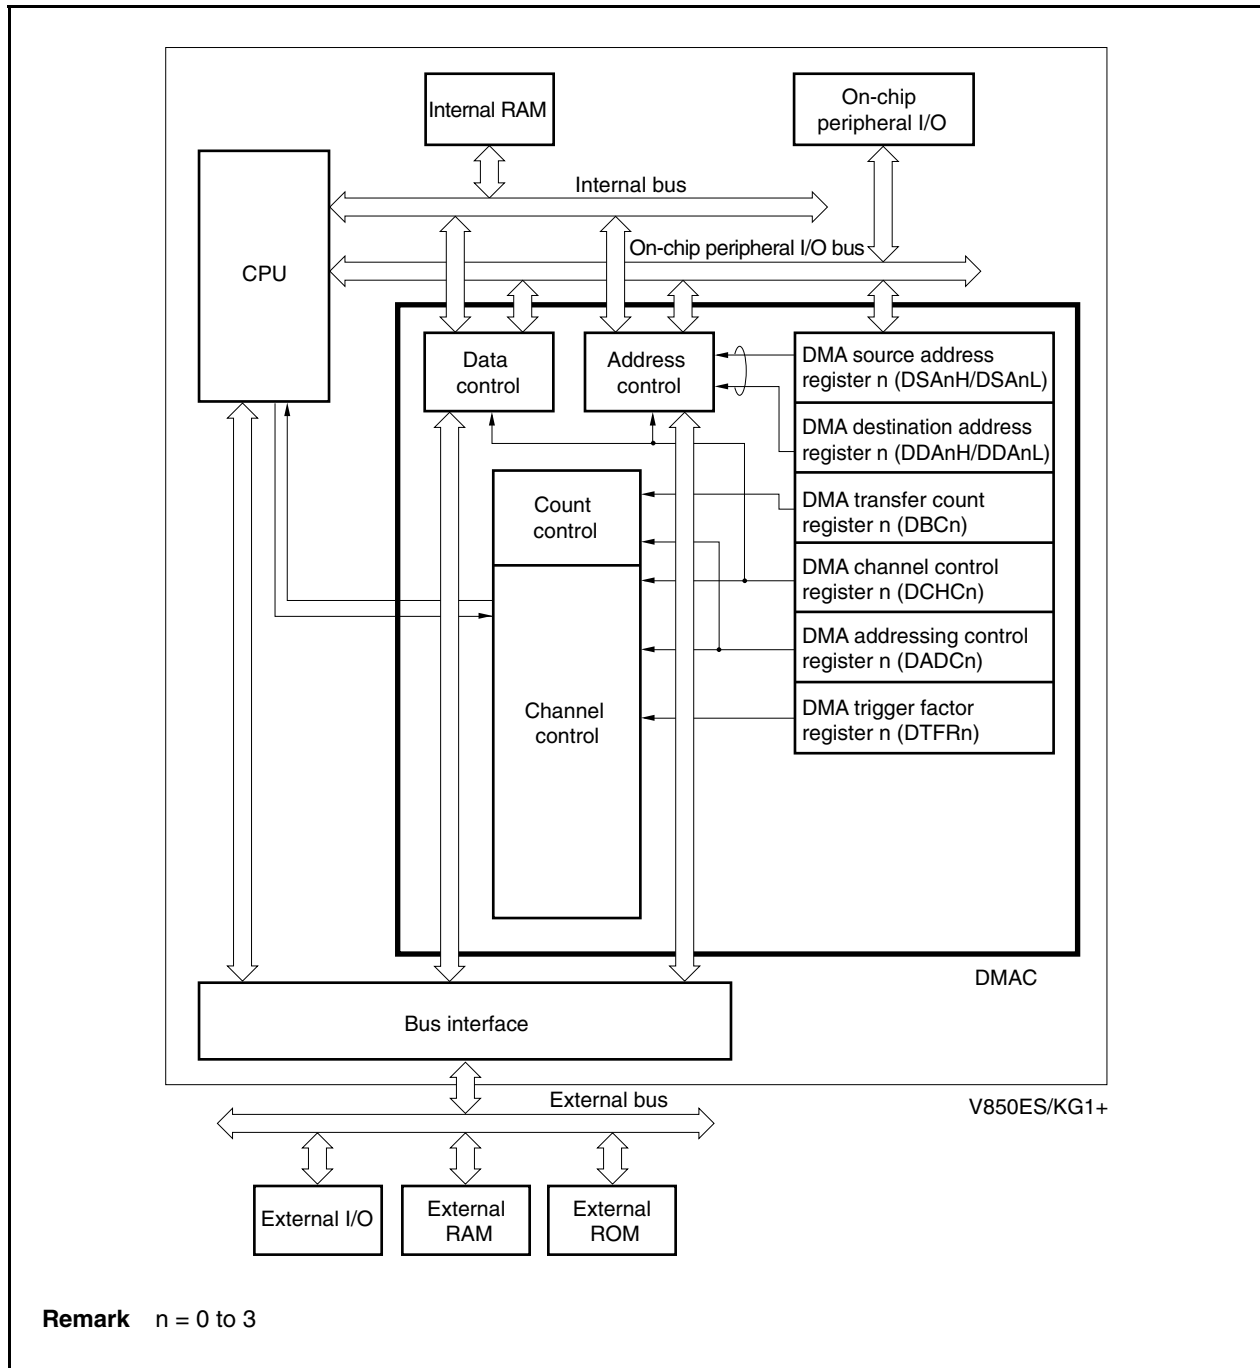 Internal RAM
On-chip
peripheral I/O
Internal bus
On-chip peripheral I/O bus
CPU
Data
control
Address
control
DMA source address
register n (DSAnH/DSAnL)
DMA destination address
register n (DDAnH/DDAnL)
DMA transfer count
register n (DBCn)
DMA channel control
register n (DCHCn)
DMA addressing control
register n (DADCn)
DMA trigger factor
register n (DTFRn)
Count
control
Channel
control
DMAC
Bus interface
V850ES/KG1+
External bus
External I/O
External
RAM
External
ROM
Remark n = 0 to 3